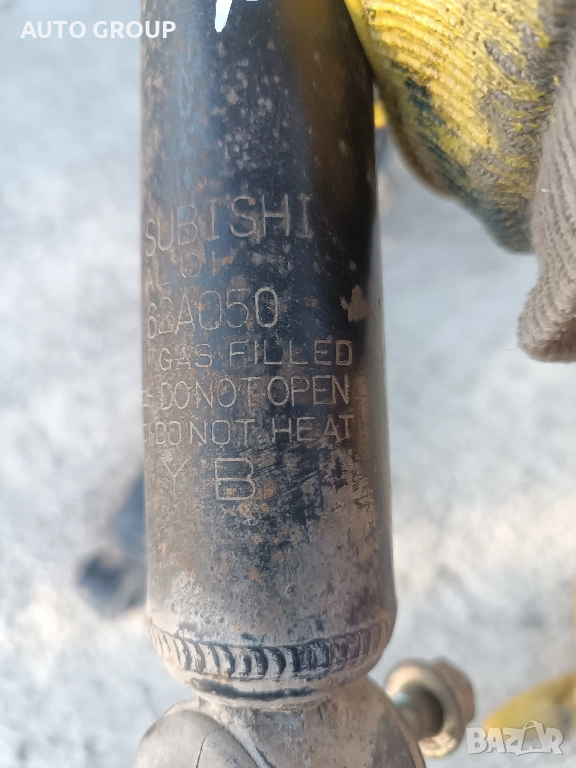 AUTO GROUP
SUBISHI
62A050
GAS FILLED
DO NOT OPEN
DO NOT HEAT
Y B
BAZAR